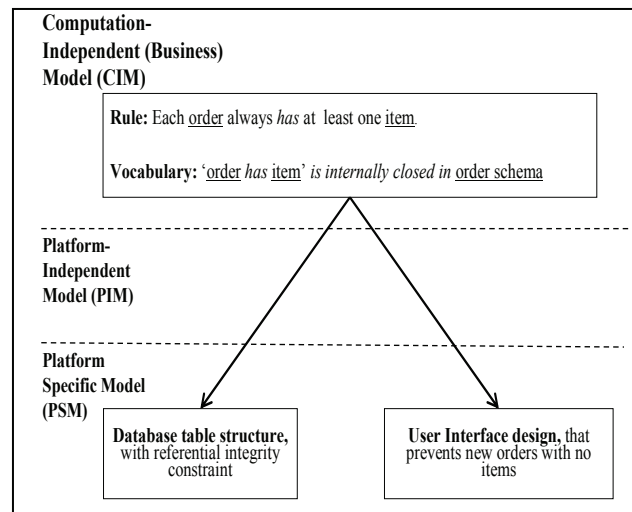 Computation-
Independent (Business)
Model (CIM)
Rule: Each order always has at least one item.
Vocabulary: ‘order has item’ is internally closed in order schema
Platform-
Independent
Model (PIM)
Platform
Specific Model
(PSM)
Database table structure,
with referential integrity
constraint
User Interface design, that
prevents new orders with no
items